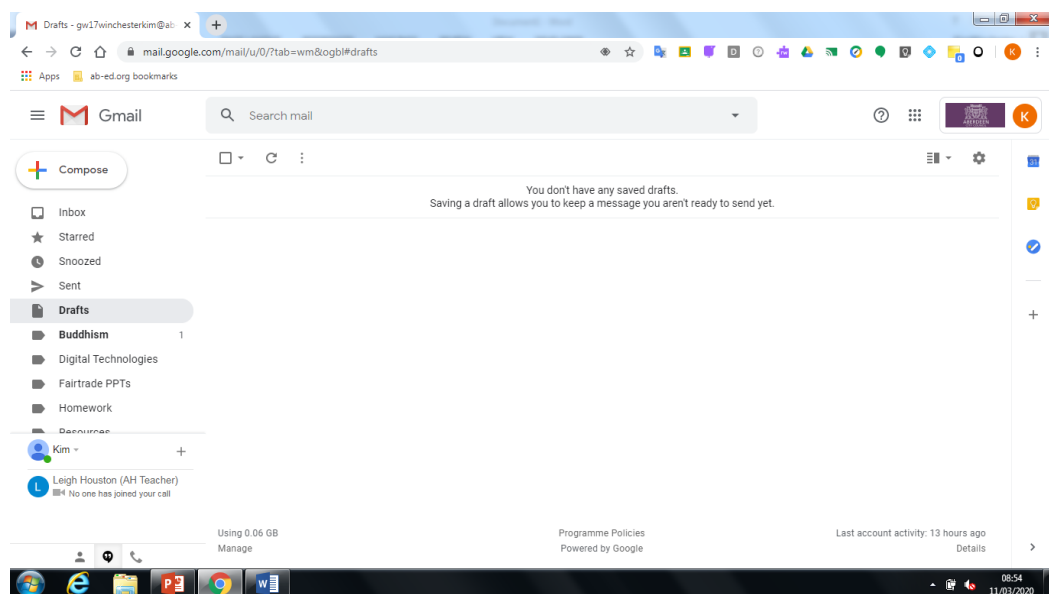 Drafts - gw17winchesterkim@ab
mail.google.com/mail/u/0/?tab=wm&ogbl#drafts
Apps ab-ed.org bookmarks
Gmail
Search mail
ABERDEEN
K
Compose
You don't have any saved drafts.
Saving a draft allows you to keep a message you aren't ready to send yet.
Inbox
Starred
Snoozed
Sent
Drafts
Buddhism 1
Digital Technologies
Fairtrade PPTs
Homework
Resources
Kim
L
Leigh Houston (AH Teacher)
No one has joined your call
Using 0.06 GB
Manage
Programme Policies
Powered by Google
Last account activity: 13 hours ago
Details
08:54
11/03/2020